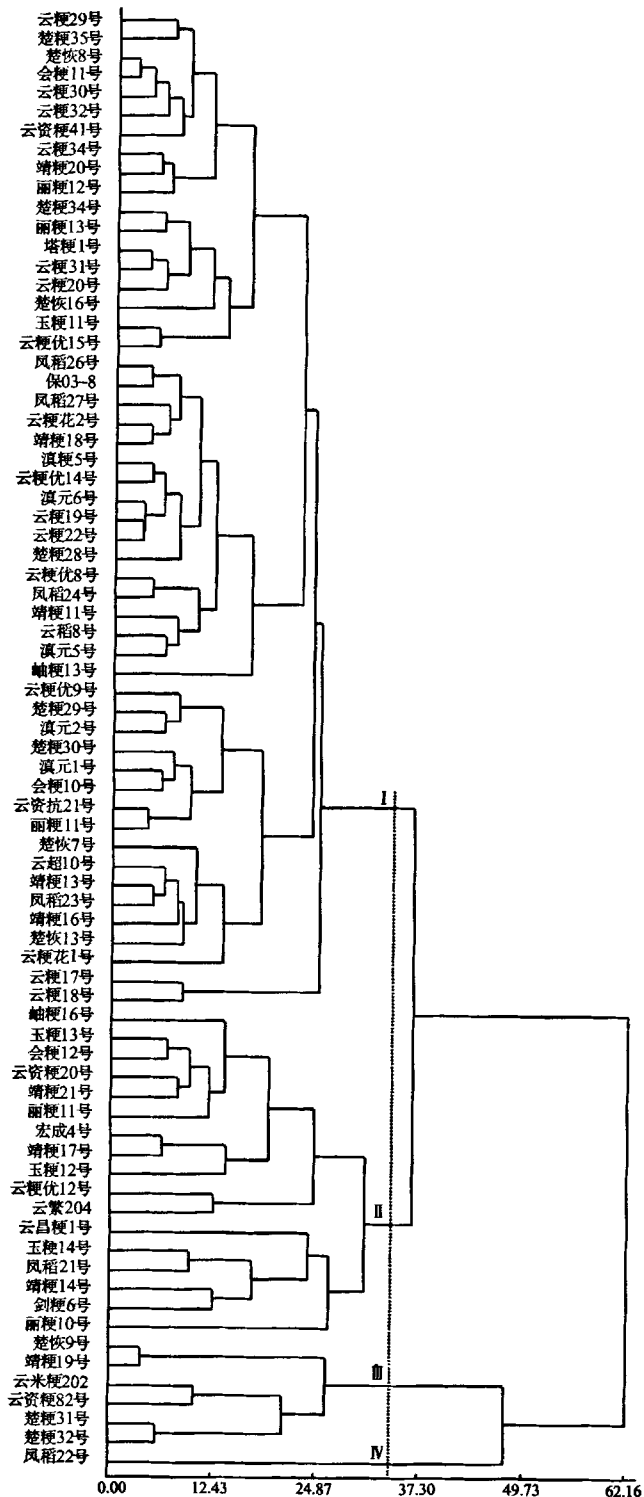 云粳29号
楚粳35号
楚恢8号
会粳11号
云粳30号
云粳32号
云资粳41号
云粳34号
靖粳20号
丽粳12号
楚粳34号
丽粳13号
塔粳1号
云粳31号
云粳20号
楚恢16号
玉粳11号
云粳优15号
凤稻26号
保03-8
凤稻27号
云粳花2号
靖粳18号
滇粳5号
云粳优14号
滇元6号
云粳19号
云粳22号
楚粳28号
云粳优8号
凤稻24号
靖粳11号
云稻8号
滇元5号
岫粳13号
云粳优9号
楚粳29号
滇元2号
楚粳30号
滇元1号
会粳10号
云资抗21号
丽粳11号
楚恢7号
云超10号
靖粳13号
凤稻23号
靖粳16号
楚恢13号
云粳花1号
云粳17号
云粳18号
岫粳16号
玉粳13号
会粳12号
云资粳20号
靖粳21号
丽粳11号
宏成4号
靖粳17号
玉粳12号
云粳优12号
云繁204
云昌粳1号
玉粳14号
凤稻21号
靖粳14号
剑粳6号
丽粳10号
楚恢9号
靖粳19号
云米粳202
云资粳82号
楚粳31号
楚粳32号
凤稻22号
I
II
III
IV
0.00 12.43 24.87 37.30 49.73 62.16